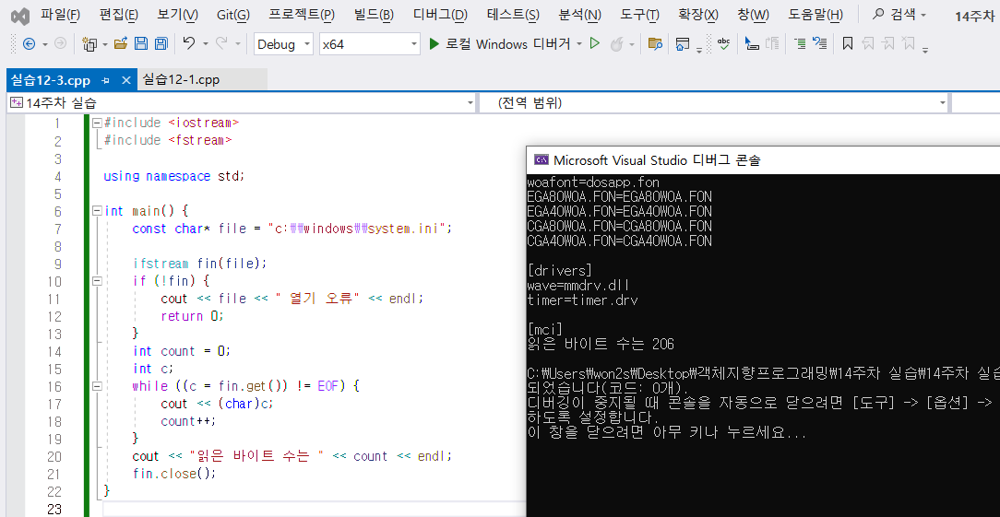 파일(F) 편집(E) 보기(V) Git(G) 프로젝트(P) 빌드(B) 디버그(D) 테스트(S) 분석(N) 도구(T) 확장(X) 창(W) 도움말(H) 검색 14주차
Debug x64 로컬 Windows 디버거
실습12-3.cpp 실습12-1.cpp
14주차 실습 (전역 범위)
1 #include <iostream>
2 #include <fstream>
3
4 using namespace std;
5
6 int main() {
7 const char* file = "c:\\windows\\system.ini";
8
9 ifstream fin(file);
10 if (!fin) {
11 cout << file << " 열기 오류" << endl;
12 return 0;
13 }
14 int count = 0;
15 int c;
16 while ((c = fin.get()) != EOF) {
17 cout << (char)c;
18 count++;
19 }
20 cout << "읽은 바이트 수는 " << count << endl;
21 fin.close();
22 }
23
Microsoft Visual Studio 디버그 콘솔
woafont=dosapp.fon
EGA80WOA.FON=EGA80WOA.FON
EGA40WOA.FON=EGA40WOA.FON
CGA80WOA.FON=CGA80WOA.FON
CGA40WOA.FON=CGA40WOA.FON
[drivers]
wave=mmdrv.dll
timer=timer.drv
[mci]
읽은 바이트 수는 206
C:\Users\won2s\Desktop\객체지향프로그래밍\14주차 실습\14주차 실습
되었습니다(코드: 0개).
디버깅이 중지될 때 콘솔을 자동으로 닫으려면 [도구] -> [옵션] ->
하도록 설정합니다.
이 창을 닫으려면 아무 키나 누르세요...